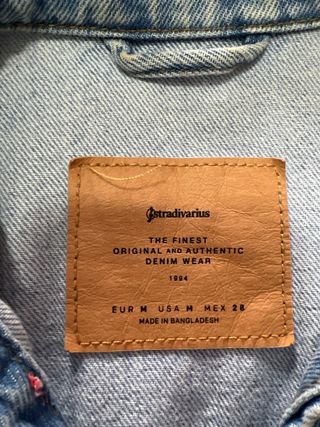 stradivarius
THE FINEST
ORIGINAL AND AUTHENTIC
DENIM WEAR
1994
EUR M USA M MEX 28
MADE IN BANGLADESH